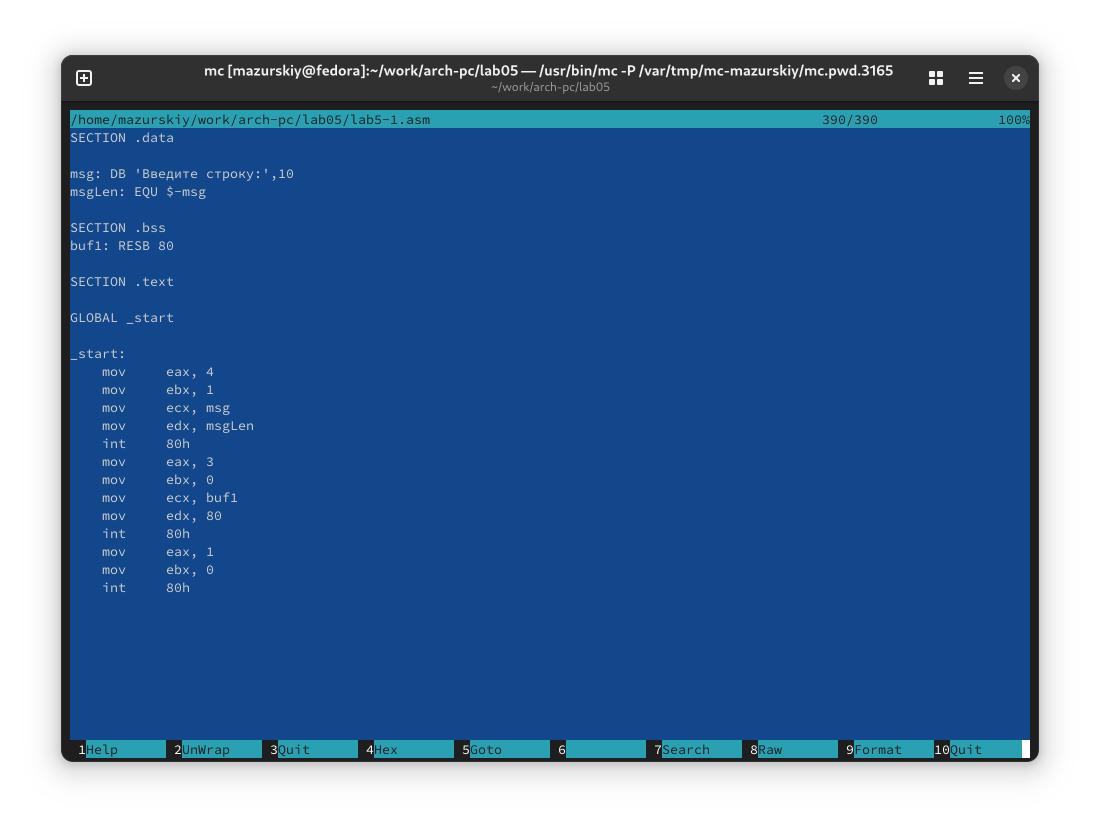 mc [mazurskiy@fedora]:~/work/arch-pc/lab05 — /usr/bin/mc -P /var/tmp/mc-mazurskiy/mc.pwd.3165
~/work/arch-pc/lab05
/home/mazurskiy/work/arch-pc/lab05/lab5-1.asm 390/390 100%
SECTION .data
msg: DB 'Введите строку:',10
msgLen: EQU $-msg
SECTION .bss
buf1: RESB 80
SECTION .text
GLOBAL _start
_start:
mov eax, 4
mov ebx, 1
mov ecx, msg
mov edx, msgLen
int 80h
mov eax, 3
mov ebx, 0
mov ecx, buf1
mov edx, 80
int 80h
mov eax, 1
mov ebx, 0
int 80h
1Help 2UnWrap 3Quit 4Hex 5Goto 6 7Search 8Raw 9Format 10Quit